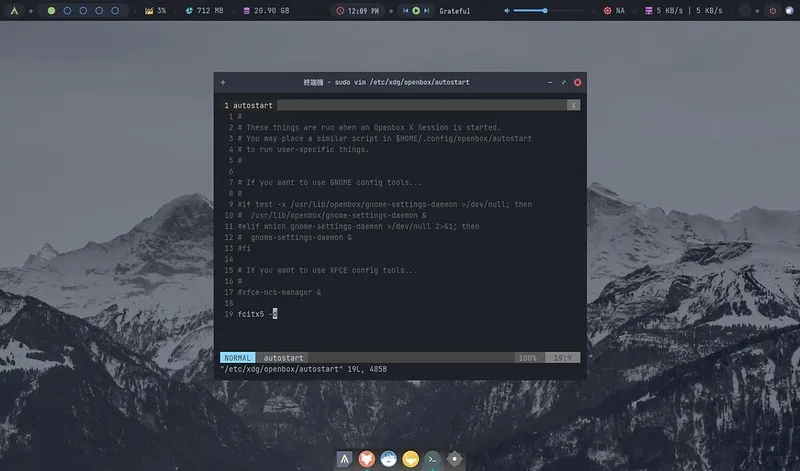 3% 712 MB 20.90 GB 12:09 PM Grateful NA 5 KB/s | 5 KB/s
終端機 - sudo vim /etc/xdg/openbox/autostart
1 autostart X
1 #
2 # These things are run when an Openbox X Session is started.
3 # You may place a similar script in $HOME/.config/openbox/autostart
4 # to run user-specific things.
5 #
6
7 # If you want to use GNOME config tools...
8 #
9 #if test -x /usr/lib/openbox/gnome-settings-daemon >/dev/null; then
10 #  /usr/lib/openbox/gnome-settings-daemon &
11 #elif which gnome-settings-daemon >/dev/null 2>&1; then
12 #  gnome-settings-daemon &
13 #fi
14
15 # If you want to use XFCE config tools...
16 #
17 #xfce-mcs-manager &
18
19 fcitx5 -d
NORMAL autostart 100% 19:9
"/etc/xdg/openbox/autostart" 19L, 485B